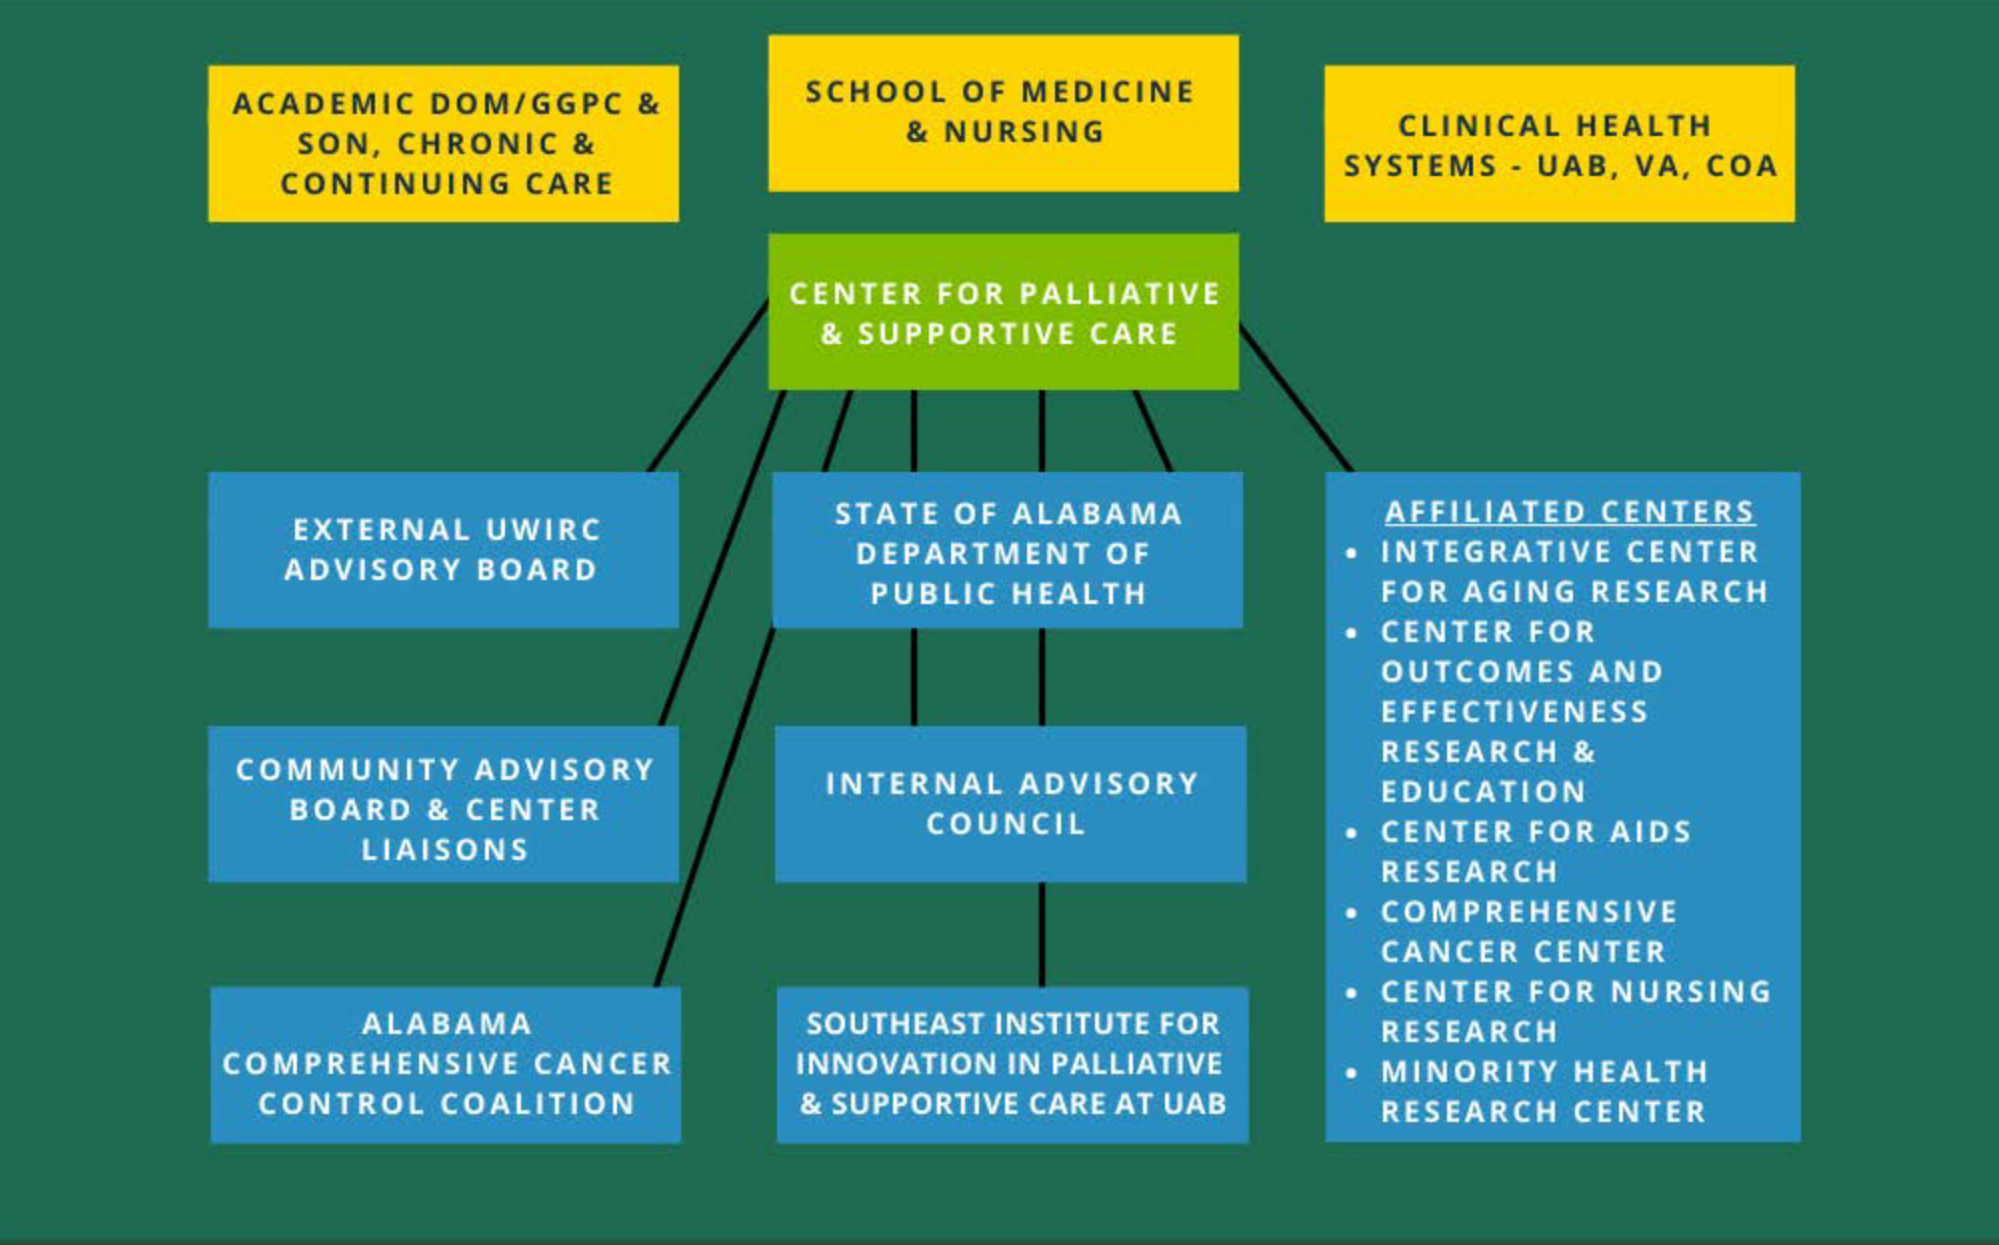 ACADEMIC DOM/GGPC &
SON, CHRONIC &
CONTINUING CARE
SCHOOL OF MEDICINE
& NURSING
CLINICAL HEALTH
SYSTEMS - UAB, VA, COA
CENTER FOR PALLIATIVE
& SUPPORTIVE CARE
EXTERNAL UWIRC
ADVISORY BOARD
STATE OF ALABAMA
DEPARTMENT OF
PUBLIC HEALTH
COMMUNITY ADVISORY
BOARD & CENTER
LIAISONS
INTERNAL ADVISORY
COUNCIL
ALABAMA
COMPREHENSIVE CANCER
CONTROL COALITION
SOUTHEAST INSTITUTE FOR
INNOVATION IN PALLIATIVE
& SUPPORTIVE CARE AT UAB
AFFILIATED CENTERS
• INTEGRATIVE CENTER
FOR AGING RESEARCH
• CENTER FOR
OUTCOMES AND
EFFECTIVENESS
RESEARCH &
EDUCATION
• CENTER FOR AIDS
RESEARCH
• COMPREHENSIVE
CANCER CENTER
• CENTER FOR NURSING
RESEARCH
• MINORITY HEALTH
RESEARCH CENTER